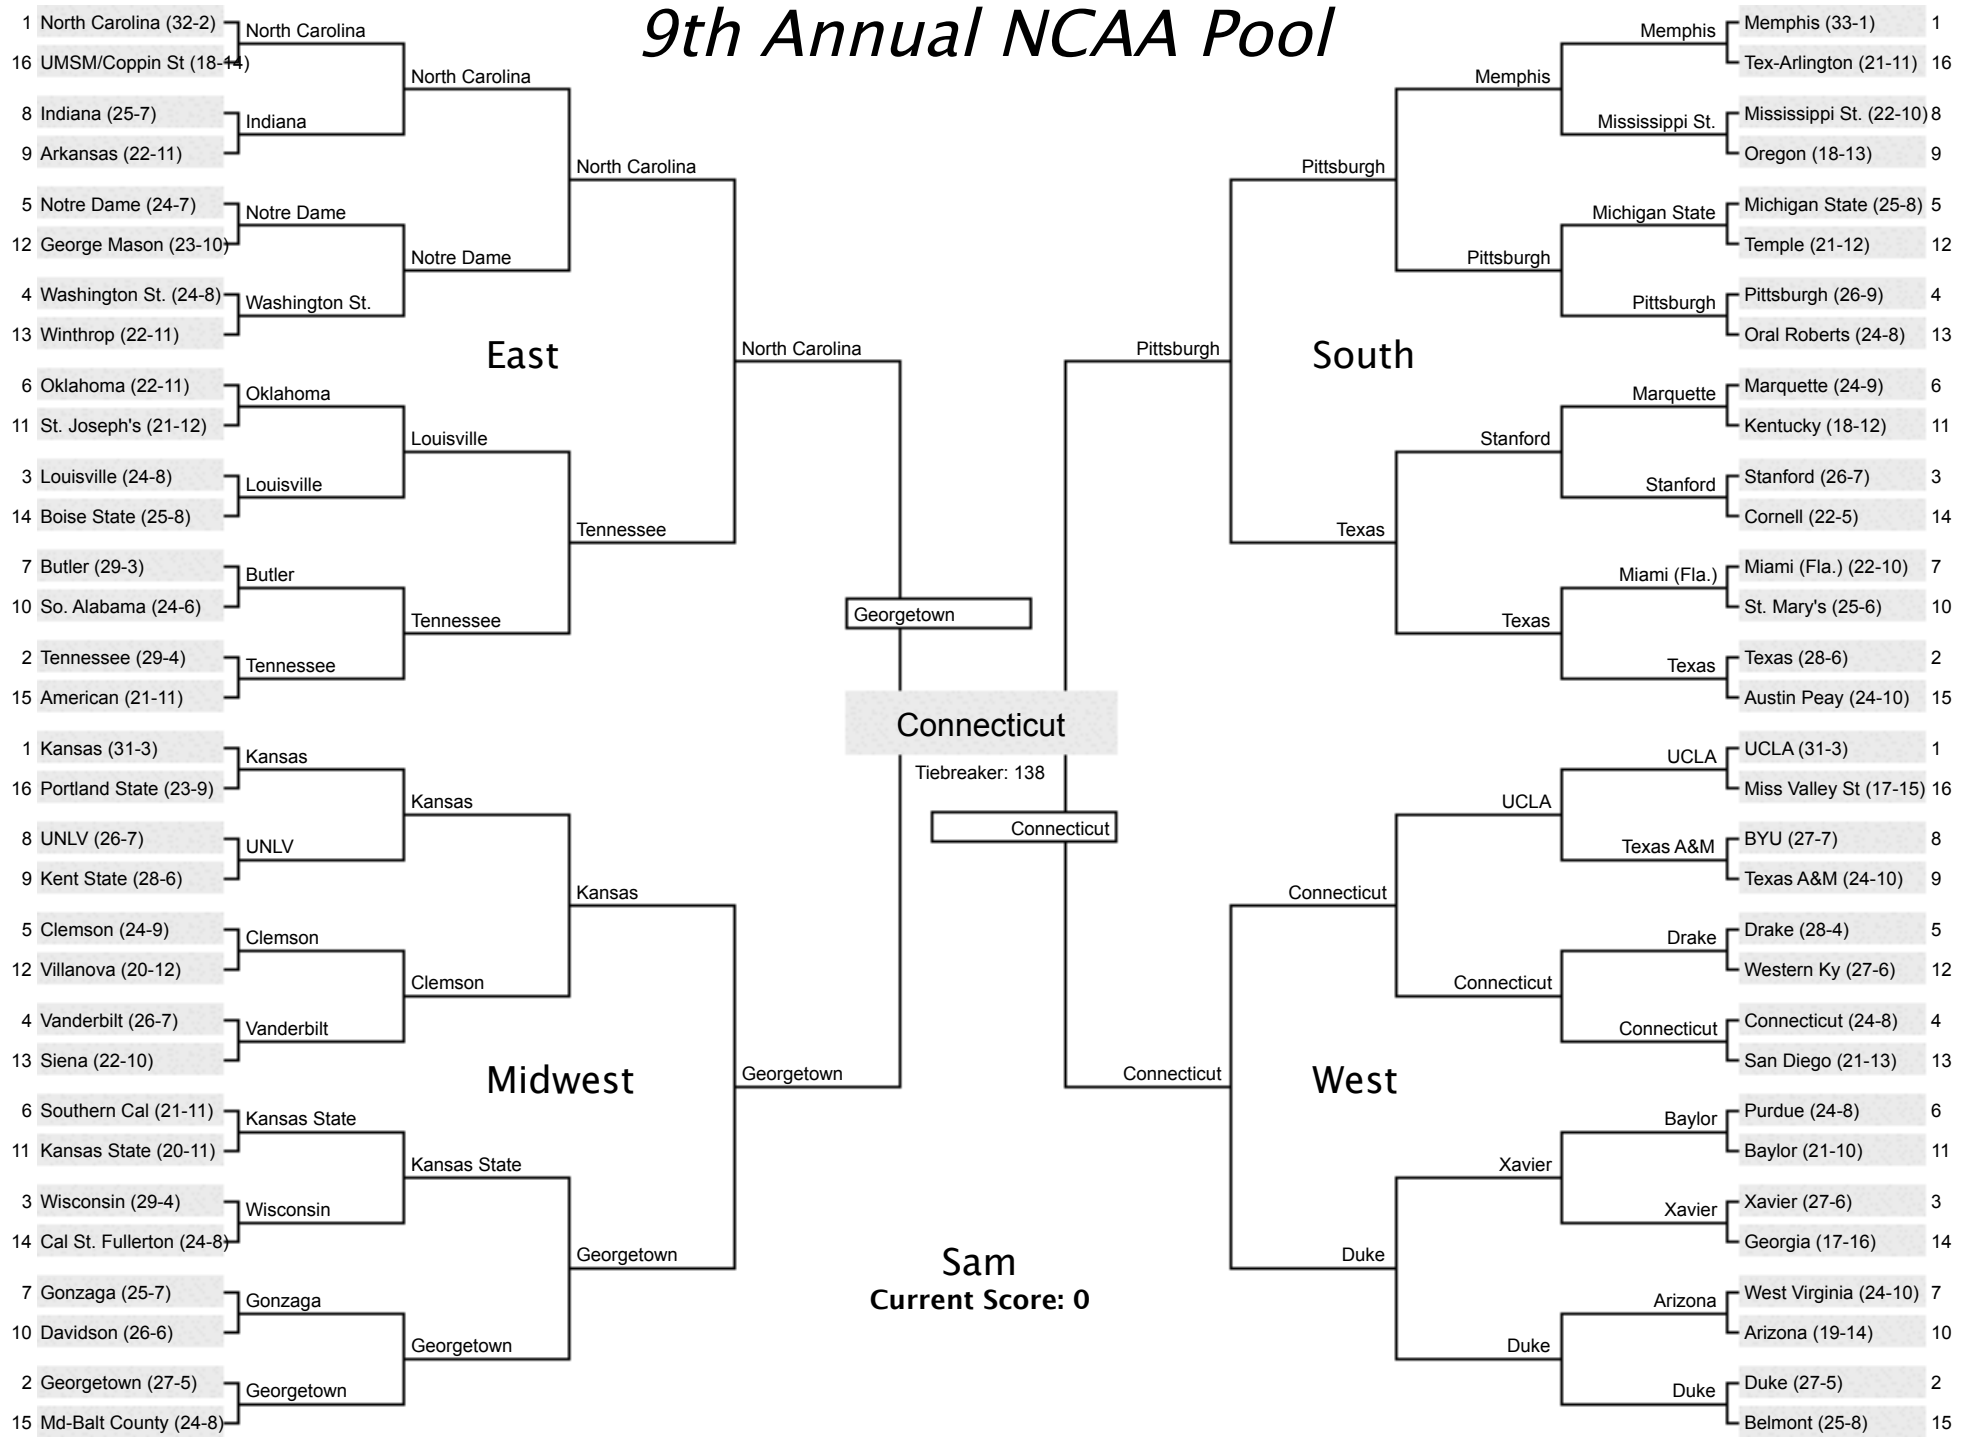 9th Annual NCAA Pool
1 North Carolina (32-2)
16 UMSM/Coppin St (18-14)
8 Indiana (25-7)
9 Arkansas (22-11)
5 Notre Dame (24-7)
12 George Mason (23-10)
4 Washington St. (24-8)
13 Winthrop (22-11)
6 Oklahoma (22-11)
11 St. Joseph's (21-12)
3 Louisville (24-8)
14 Boise State (25-8)
7 Butler (29-3)
10 So. Alabama (24-6)
2 Tennessee (29-4)
15 American (21-11)
North Carolina
Indiana
Notre Dame
Washington St.
Oklahoma
Louisville
Butler
Tennessee
North Carolina
Notre Dame
Louisville
Tennessee
North Carolina
Tennessee
East
North Carolina
1 Kansas (31-3)
16 Portland State (23-9)
8 UNLV (26-7)
9 Kent State (28-6)
5 Clemson (24-9)
12 Villanova (20-12)
4 Vanderbilt (26-7)
13 Siena (22-10)
6 Southern Cal (21-11)
11 Kansas State (20-11)
3 Wisconsin (29-4)
14 Cal St. Fullerton (24-8)
7 Gonzaga (25-7)
10 Davidson (26-6)
2 Georgetown (27-5)
15 Md-Balt County (24-8)
Kansas
UNLV
Clemson
Vanderbilt
Kansas State
Wisconsin
Gonzaga
Georgetown
Kansas
Clemson
Kansas State
Georgetown
Kansas
Georgetown
Midwest
Georgetown
Georgetown
Connecticut
Tiebreaker: 138
Connecticut
Sam
Current Score: 0
Memphis (33-1) 1
Tex-Arlington (21-11) 16
Mississippi St. (22-10) 8
Oregon (18-13) 9
Michigan State (25-8) 5
Temple (21-12) 12
Pittsburgh (26-9) 4
Oral Roberts (24-8) 13
Marquette (24-9) 6
Kentucky (18-12) 11
Stanford (26-7) 3
Cornell (22-5) 14
Miami (Fla.) (22-10) 7
St. Mary's (25-6) 10
Texas (28-6) 2
Austin Peay (24-10) 15
Memphis
Mississippi St.
Michigan State
Pittsburgh
Marquette
Stanford
Miami (Fla.)
Texas
Memphis
Pittsburgh
Stanford
Texas
Pittsburgh
Texas
South
Pittsburgh
UCLA (31-3) 1
Miss Valley St (17-15) 16
BYU (27-7) 8
Texas A&M (24-10) 9
Drake (28-4) 5
Western Ky (27-6) 12
Connecticut (24-8) 4
San Diego (21-13) 13
Purdue (24-8) 6
Baylor (21-10) 11
Xavier (27-6) 3
Georgia (17-16) 14
West Virginia (24-10) 7
Arizona (19-14) 10
Duke (27-5) 2
Belmont (25-8) 15
UCLA
Texas A&M
Drake
Connecticut
Baylor
Xavier
Arizona
Duke
UCLA
Connecticut
Xavier
Duke
Connecticut
Duke
West
Connecticut